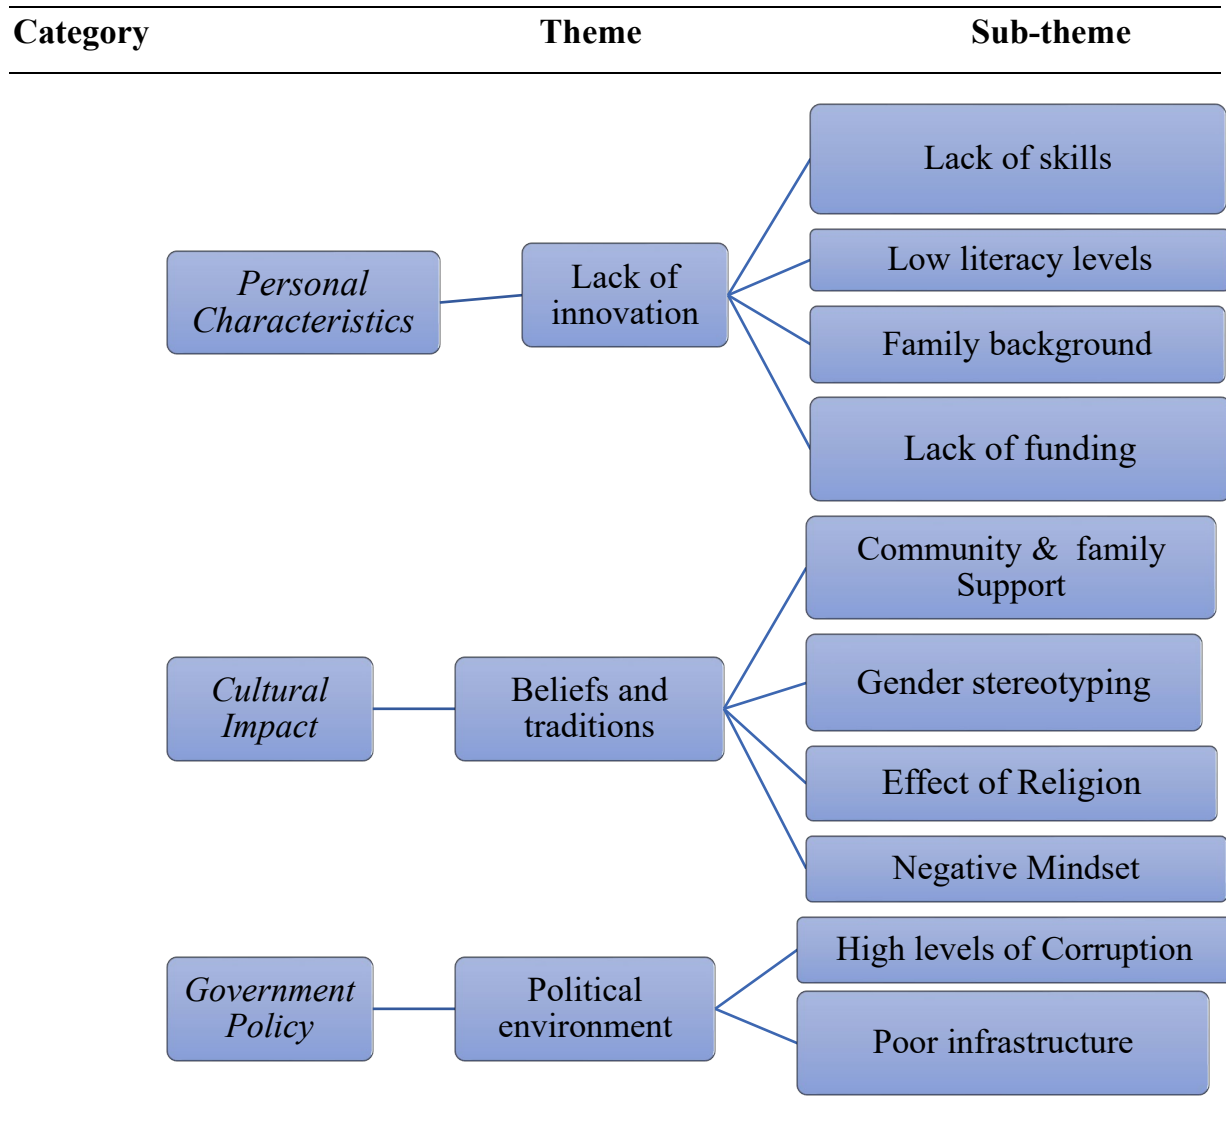 Category Theme Sub-theme
Personal
Characteristics
Lack of
innovation
Lack of skills
Low literacy levels
Family background
Lack of funding
Cultural
Impact
Beliefs and
traditions
Community & family
Support
Gender stereotyping
Effect of Religion
Negative Mindset
Government
Policy
Political
environment
High levels of Corruption
Poor infrastructure